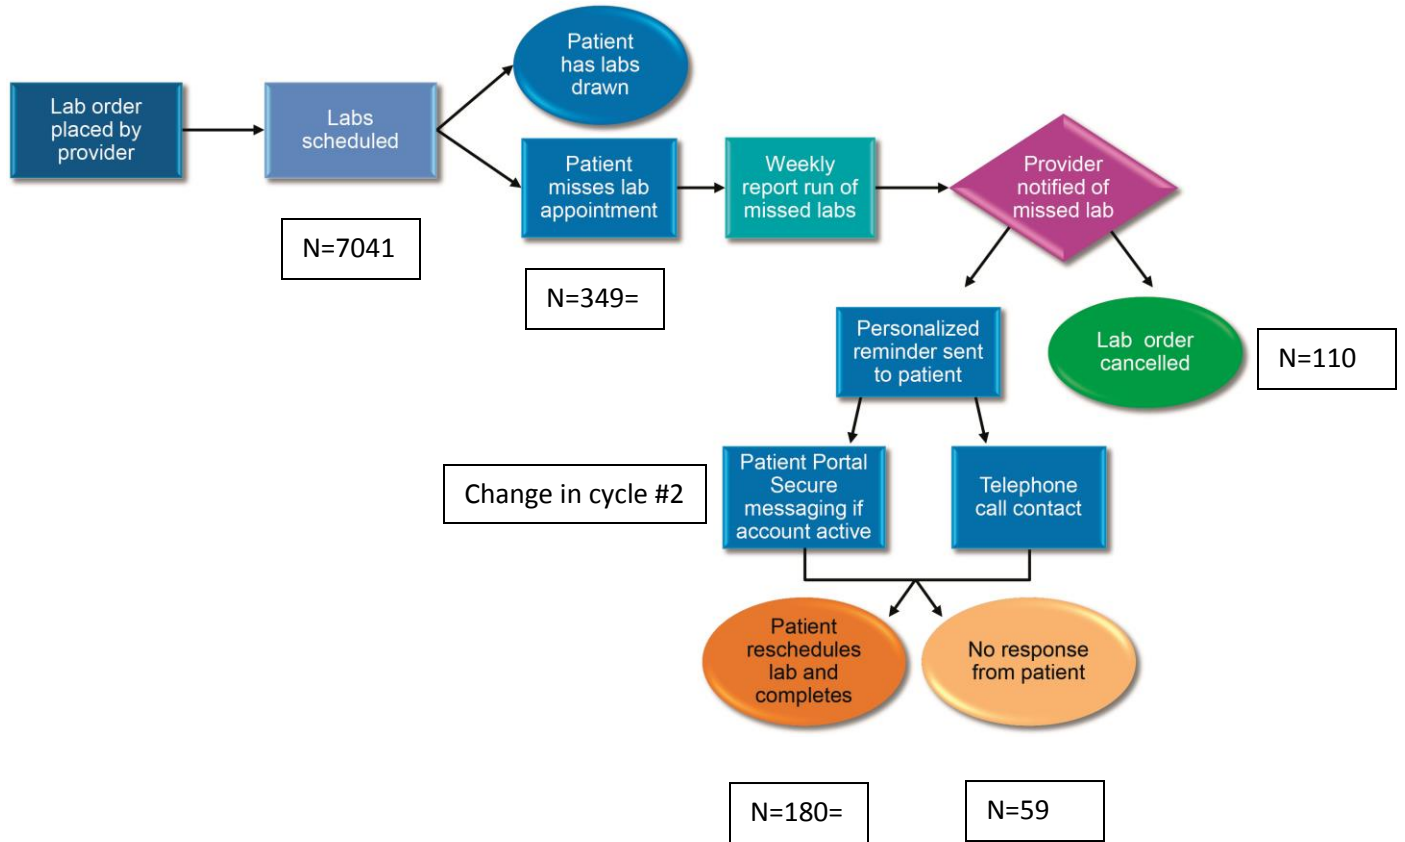 Patient
has labs
drawn
Lab order
placed by
provider
Labs
scheduled
Patient
misses lab
appointment
Weekly
report run of
missed labs
Provider
notified of
missed lab
N=7041
N=349=
Personalized
reminder sent
to patient
Lab order
cancelled
N=110
Change in cycle #2
Patient Portal
Secure
messaging if
account active
Telephone
call contact
Patient
reschedules
lab and
completes
No response
from patient
N=180=
N=59